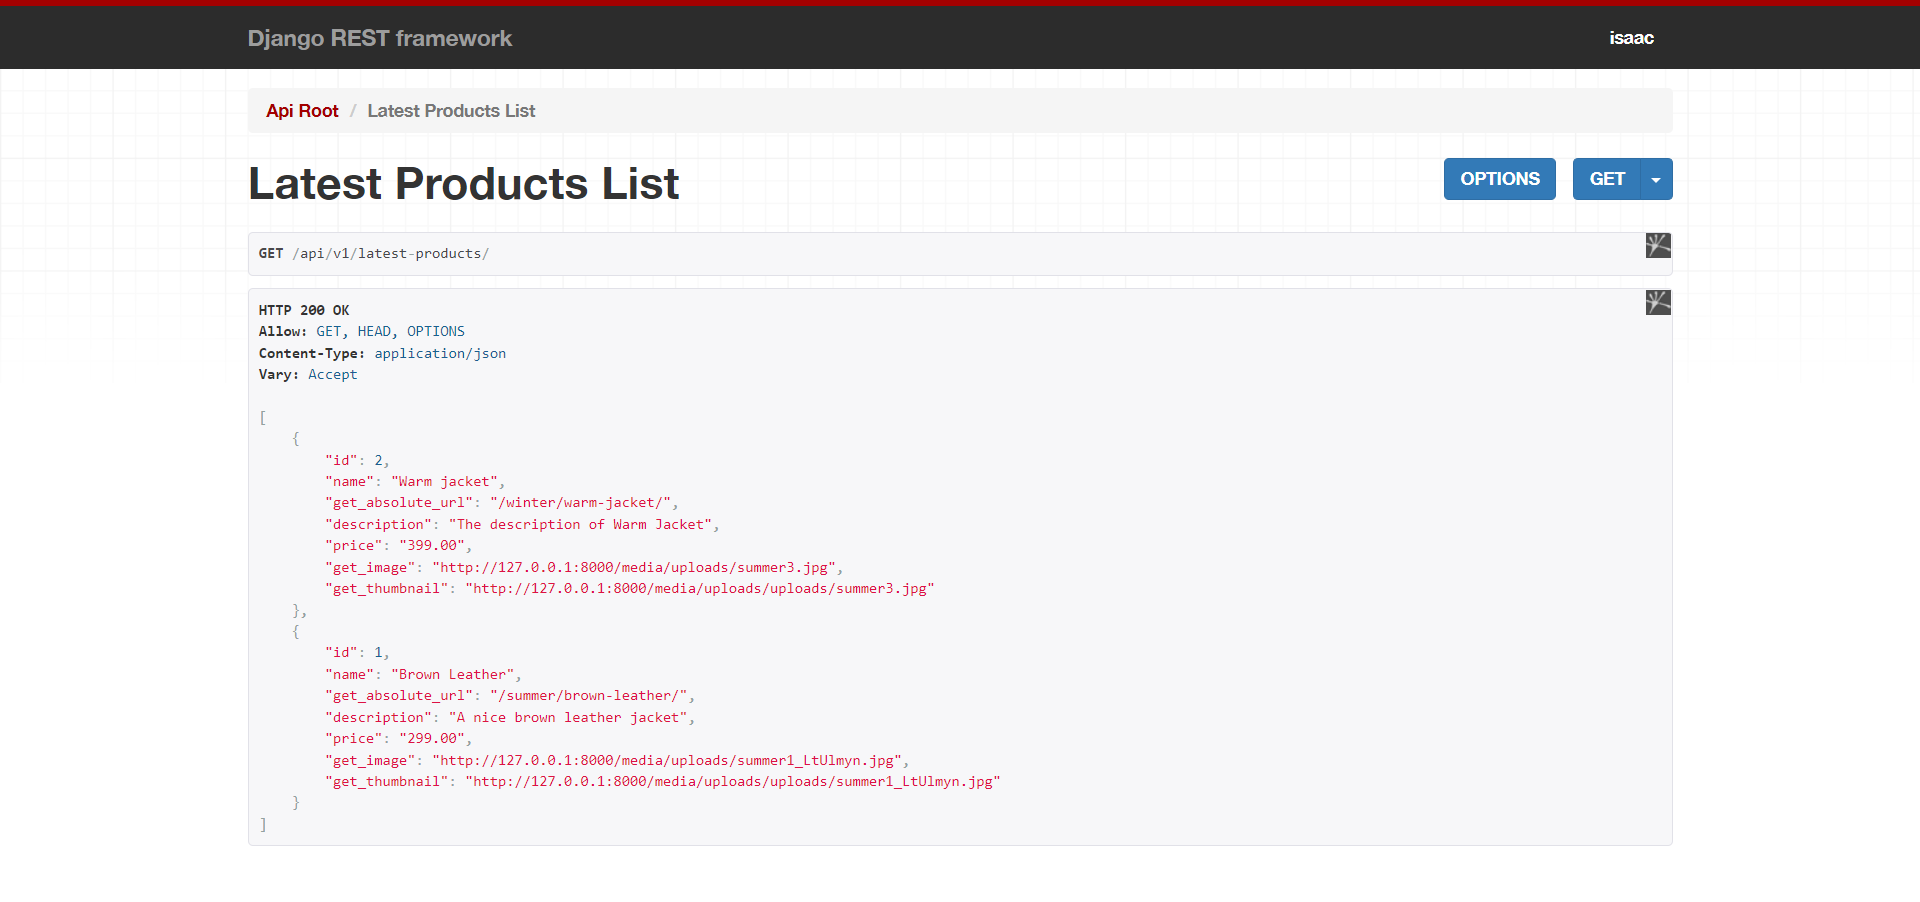 Django REST framework
isaac
Api Root / Latest Products List
Latest Products List
OPTIONS
GET
GET /api/v1/latest-products/
HTTP 200 OK
Allow: GET, HEAD, OPTIONS
Content-Type: application/json
Vary: Accept
[
    {
        "id": 2,
        "name": "Warm jacket",
        "get_absolute_url": "/winter/warm-jacket/",
        "description": "The description of Warm Jacket",
        "price": "399.00",
        "get_image": "http://127.0.0.1:8000/media/uploads/summer3.jpg",
        "get_thumbnail": "http://127.0.0.1:8000/media/uploads/uploads/summer3.jpg"
    },
    {
        "id": 1,
        "name": "Brown Leather",
        "get_absolute_url": "/summer/brown-leather/",
        "description": "A nice brown leather jacket",
        "price": "299.00",
        "get_image": "http://127.0.0.1:8000/media/uploads/summer1_LtUlmyn.jpg",
        "get_thumbnail": "http://127.0.0.1:8000/media/uploads/uploads/summer1_LtUlmyn.jpg"
    }
]